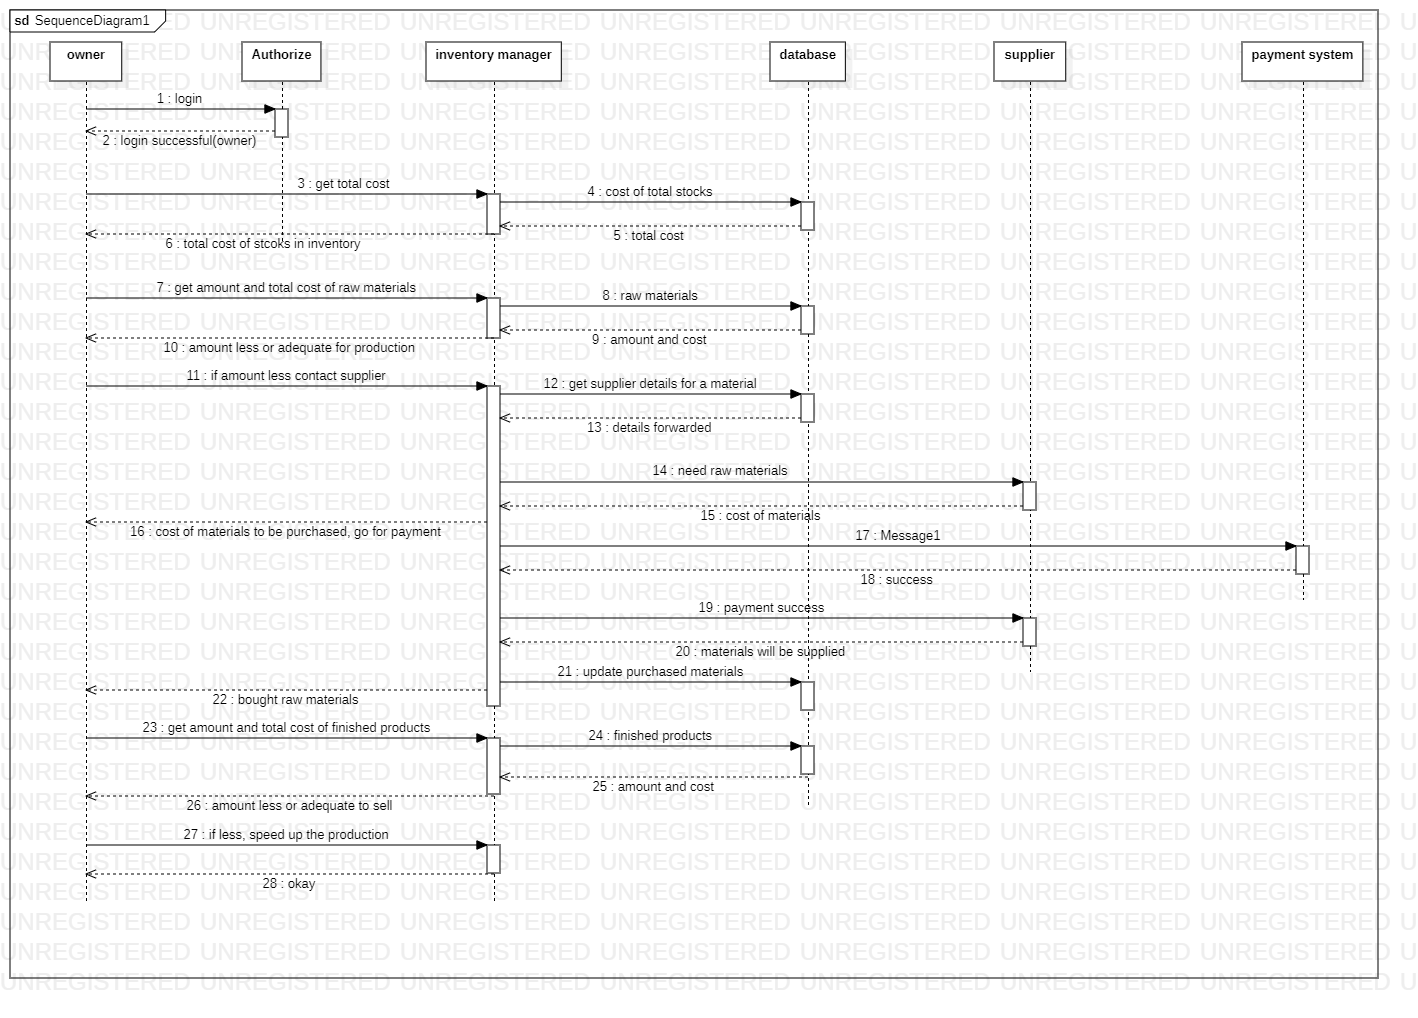 sd SequenceDiagram1
owner
Authorize
inventory manager
database
supplier
payment system
1 : login
2 : login successful(owner)
3 : get total cost
4 : cost of total stocks
5 : total cost
6 : total cost of stcoks in inventory
7 : get amount and total cost of raw materials
8 : raw materials
9 : amount and cost
10 : amount less or adequate for production
11 : if amount less contact supplier
12 : get supplier details for a material
13 : details forwarded
14 : need raw materials
15 : cost of materials
16 : cost of materials to be purchased, go for payment
17 : Message1
18 : success
19 : payment success
20 : materials will be supplied
21 : update purchased materials
22 : bought raw materials
23 : get amount and total cost of finished products
24 : finished products
25 : amount and cost
26 : amount less or adequate to sell
27 : if less, speed up the production
28 : okay
UNREGISTERED